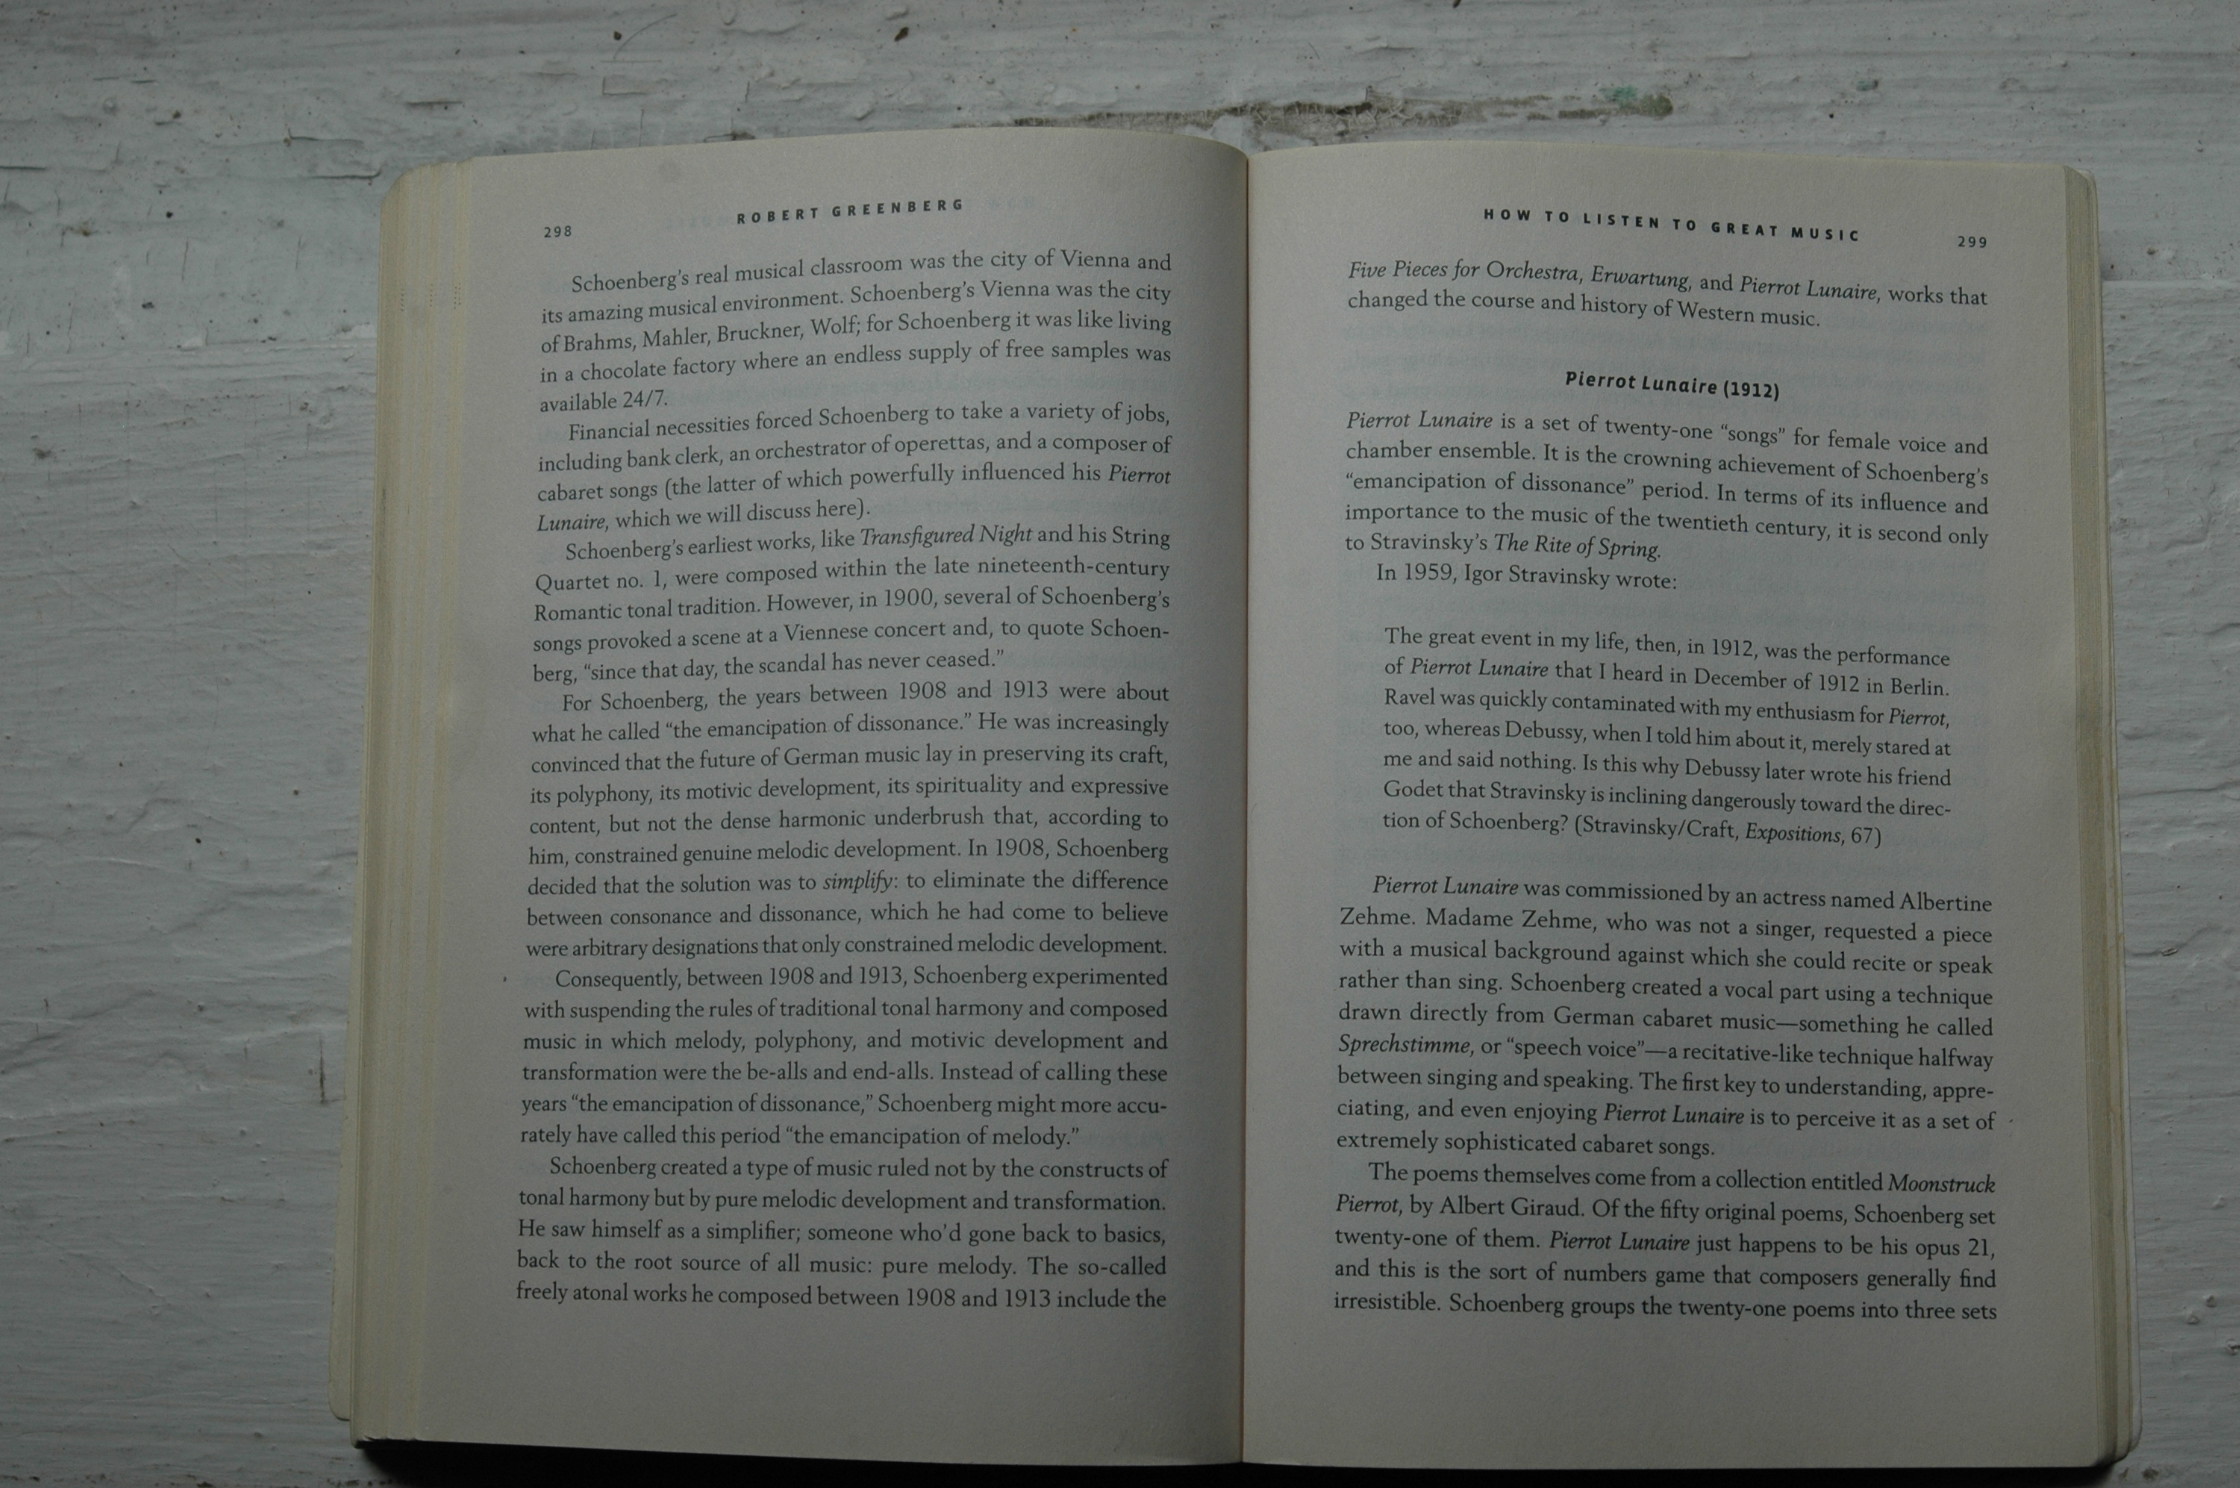 298
ROBERT GREENBERG
Schoenberg's real musical classroom was the city of Vienna and
its amazing musical environment. Schoenberg's Vienna was the city
of Brahms, Mahler, Bruckner, Wolf; for Schoenberg it was like living
in a chocolate factory where an endless supply of free samples was
available 24/7.
Financial necessities forced Schoenberg to take a variety of jobs,
including bank clerk, an orchestrator of operettas, and a composer of
cabaret songs (the latter of which powerfully influenced his Pierrot
Lunaire, which we will discuss here).
Schoenberg's earliest works, like Transfigured Night and his String
Quartet no. 1, were composed within the late nineteenth-century
Romantic tonal tradition. However, in 1900, several of Schoenberg's
songs provoked a scene at a Viennese concert and, to quote Schoen-
berg, “since that day, the scandal has never ceased.”
For Schoenberg, the years between 1908 and 1913 were about
what he called “the emancipation of dissonance.” He was increasingly
convinced that the future of German music lay in preserving its craft,
its polyphony, its motivic development, its spirituality and expressive
content, but not the dense harmonic underbrush that, according to
him, constrained genuine melodic development. In 1908, Schoenberg
decided that the solution was to simplify: to eliminate the difference
between consonance and dissonance, which he had come to believe
were arbitrary designations that only constrained melodic development.
Consequently, between 1908 and 1913, Schoenberg experimented
with suspending the rules of traditional tonal harmony and composed
music in which melody, polyphony, and motivic development and
transformation were the be-alls and end-alls. Instead of calling these
years “the emancipation of dissonance,” Schoenberg might more accu-
rately have called this period “the emancipation of melody.”
Schoenberg created a type of music ruled not by the constructs of
tonal harmony but by pure melodic development and transformation.
He saw himself as a simplifier; someone who'd gone back to basics,
back to the root source of all music: pure melody. The so-called
freely atonal works he composed between 1908 and 1913 include the
HOW TO LISTEN TO GREAT MUSIC
299
Five Pieces for Orchestra, Erwartung, and Pierrot Lunaire, works that
changed the course and history of Western music.
Pierrot Lunaire (1912)
Pierrot Lunaire is a set of twenty-one “songs” for female voice and
chamber ensemble. It is the crowning achievement of Schoenberg's
“emancipation of dissonance” period. In terms of its influence and
importance to the music of the twentieth century, it is second only
to Stravinsky's The Rite of Spring.
In 1959, Igor Stravinsky wrote:
The great event in my life, then, in 1912, was the performance
of Pierrot Lunaire that I heard in December of 1912 in Berlin.
Ravel was quickly contaminated with my enthusiasm for Pierrot,
too, whereas Debussy, when I told him about it, merely stared at
me and said nothing. Is this why Debussy later wrote his friend
Godet that Stravinsky is inclining dangerously toward the direc-
tion of Schoenberg? (Stravinsky/Craft, Expositions, 67)
Pierrot Lunaire was commissioned by an actress named Albertine
Zehme. Madame Zehme, who was not a singer, requested a piece
with a musical background against which she could recite or speak
rather than sing. Schoenberg created a vocal part using a technique
drawn directly from German cabaret music—something he called
Sprechstimme, or “speech voice”—a recitative-like technique halfway
between singing and speaking. The first key to understanding, appre-
ciating, and even enjoying Pierrot Lunaire is to perceive it as a set of
extremely sophisticated cabaret songs.
The poems themselves come from a collection entitled Moonstruck
Pierrot, by Albert Giraud. Of the fifty original poems, Schoenberg set
twenty-one of them. Pierrot Lunaire just happens to be his opus 21,
and this is the sort of numbers game that composers generally find
irresistible. Schoenberg groups the twenty-one poems into three sets